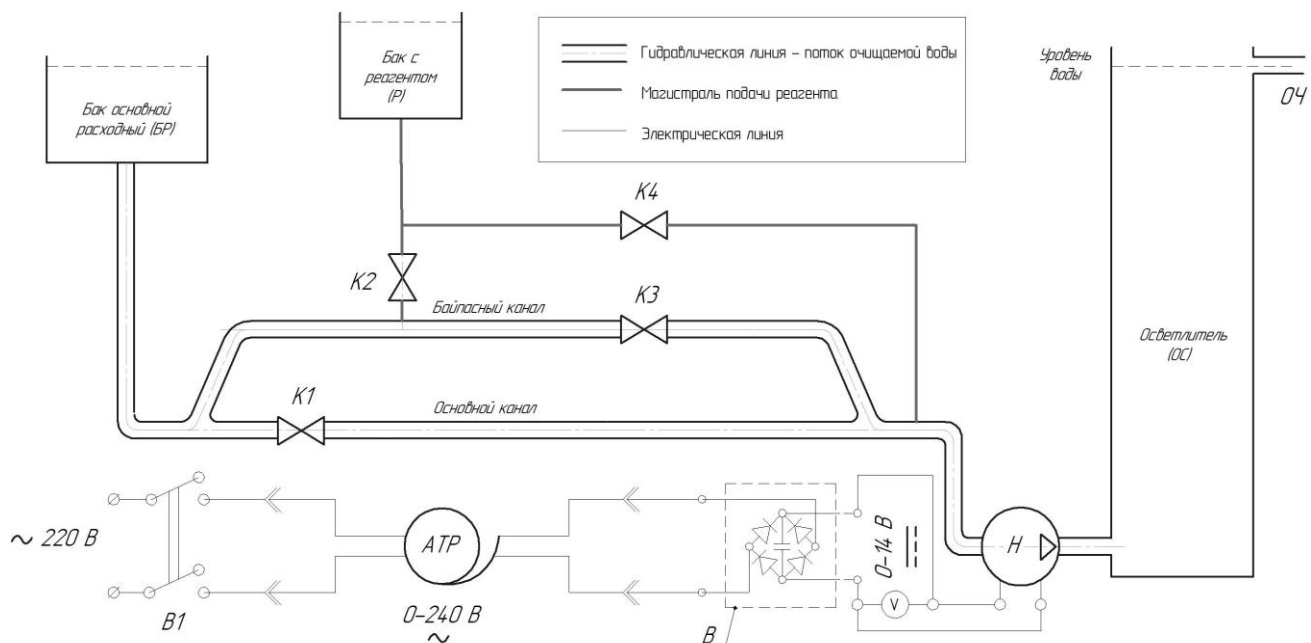 Бак основной
расходный (БР)
Бак с
реагентом
(Р)
Гидравлическая линия – поток очищаемой воды
Магистраль подачи реагента
Электрическая линия
Уровень
воды
ОЧ
К4
К2
Байпасный канал
К3
К1
Основной канал
Осветлитель
(ОС)
~ 220 В
В1
АТР
0–240 В
~
В
0–14 В
V
Н